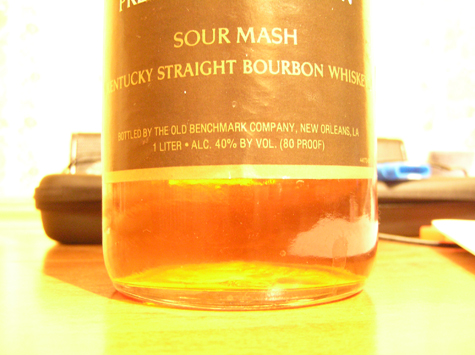 SOUR MASH
KENTUCKY STRAIGHT BOURBON WHISKEY
BOTTLED BY THE OLD BENCHMARK COMPANY, NEW ORLEANS, LA
1 LITER • ALC. 40% BY VOL. (80 PROOF)